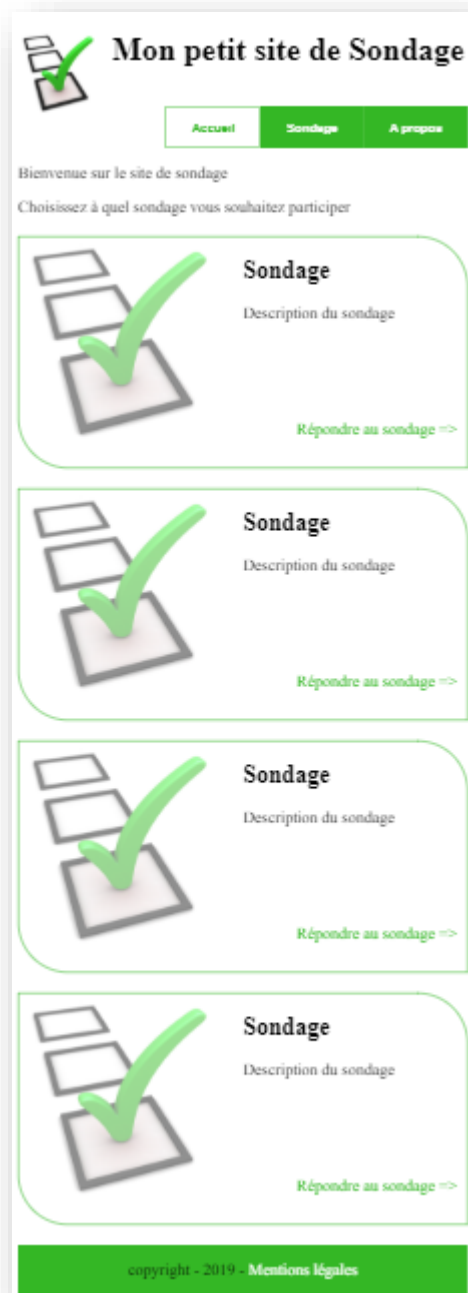 Mon petit site de Sondage
Accueil Sondage A propos
Bienvenue sur le site de sondage
Choisissez à quel sondage vous souhaitez participer
Sondage
Description du sondage
Répondre au sondage =>
Sondage
Description du sondage
Répondre au sondage =>
Sondage
Description du sondage
Répondre au sondage =>
Sondage
Description du sondage
Répondre au sondage =>
copyright - 2019 - Mentions légales